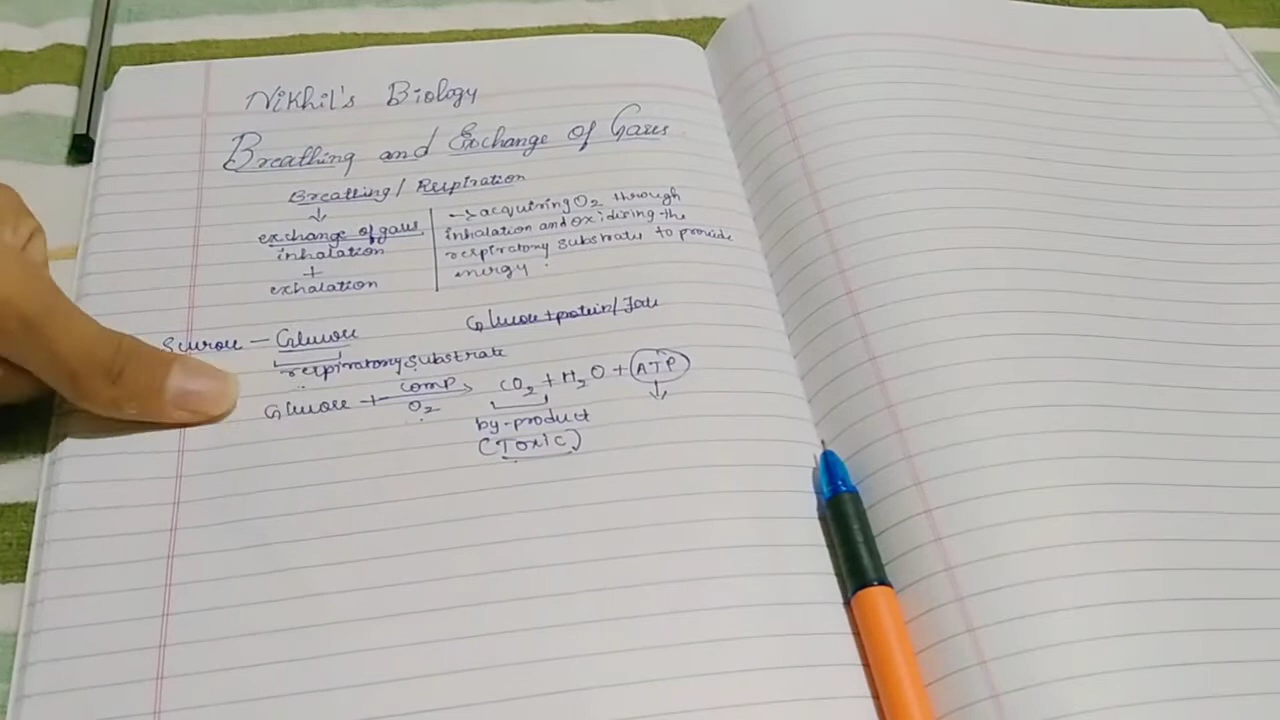 Nikhil's Biology
Breathing and Exchange of Gases
Breathing / Respiration
↓
exchange of gases
inhalation
+
exhalation
→ acquiring O2 through
inhalation and oxidizing the
respiratory substrate to provide
energy.
Sucrose - Glucose
respiratory substrate
Glucose + protein / fats
Glucose + comp O2 → CO2 + H2O + ATP
↓
by-product
(Toxic)